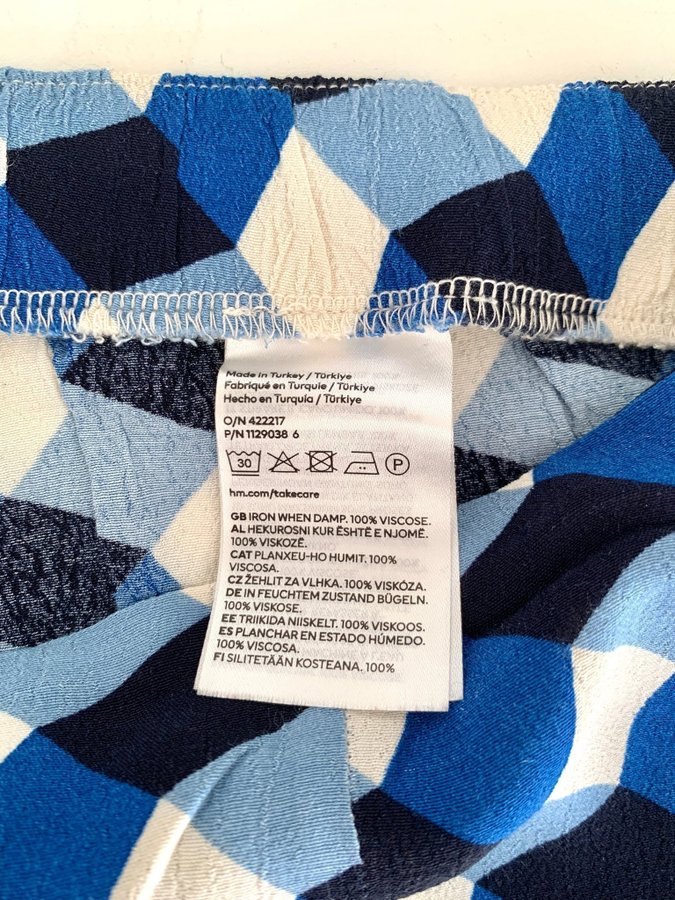 Made in Turkey / Türkiye
Fabriqué en Turquie / Türkiye
Hecho en Turquía / Türkiye
O/N 422217
P/N 1129038 6
30 P
hm.com/takecare
GB IRON WHEN DAMP. 100% VISCOSE.
AL HEKUROSNI KUR ËSHTË E NJOMË.
100% VISKOZË.
CAT PLANXEU-HO HUMIT. 100%
VISCOSA.
CZ ŽEHLIT ZA VLHKA. 100% VISKÓZA.
DE IN FEUCHTEM ZUSTAND BÜGELN.
100% VISKOSE.
EE TRIIKIDA NIISKELT. 100% VISKOOS.
ES PLANCHAR EN ESTADO HÚMEDO.
100% VISCOSA.
FI SILITETÄÄN KOSTEANA. 100%